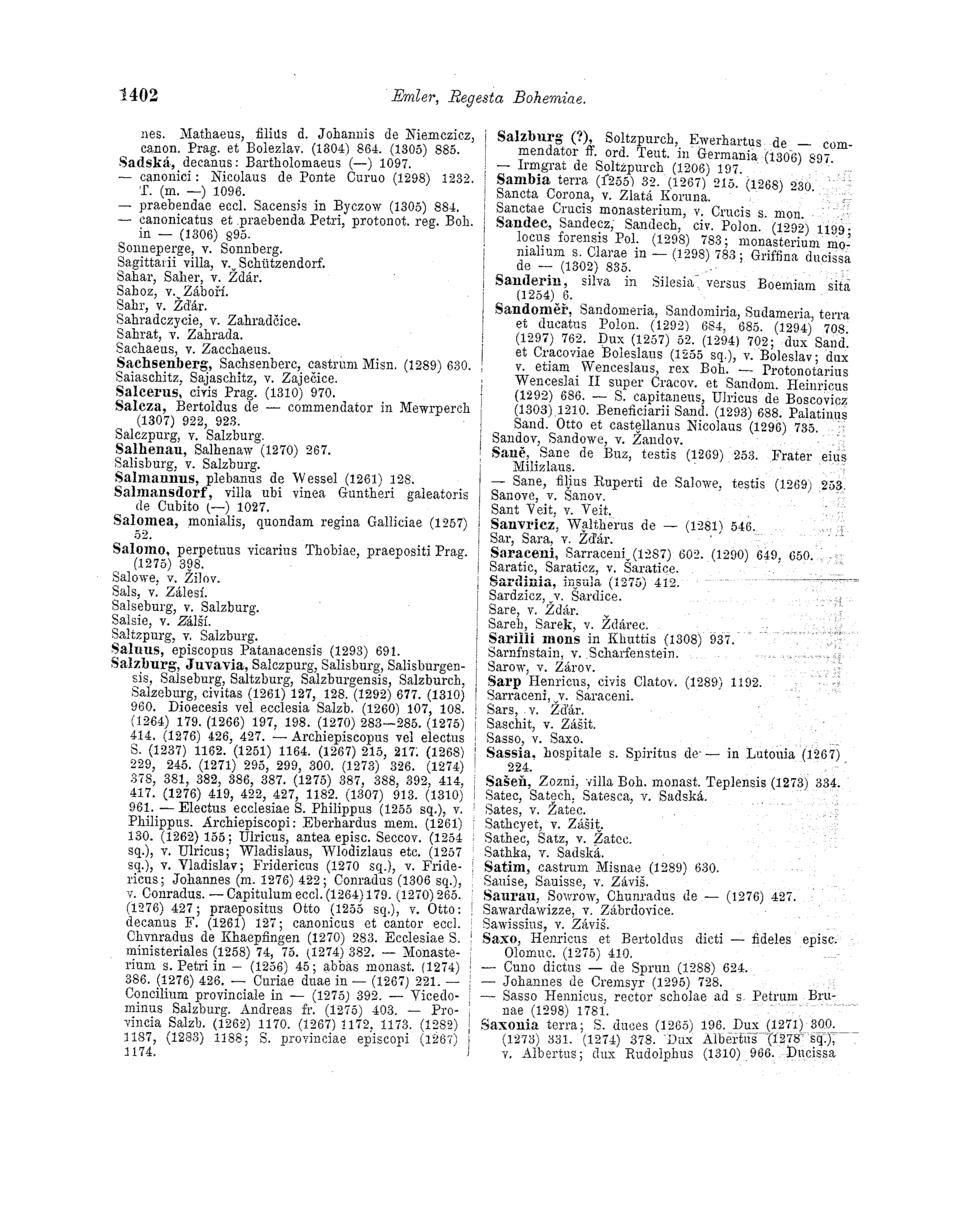 1402
Emler, Regesta Bohemiae.
nes. Mathaeus, filius d. Johannis de Niemczicz,
canon. Prag. et Bolezlav. (1304) 864. (1305) 885.
Sadská, decanus: Bartholomaeus (—) 1097.
— canonici: Nicolaus de Ponte Curuo (1298) 1232.
T. (m. —) 1096.
— praebendae eccl. Sacensis in Byczow (1305) 884.
— canonicatus et praebenda Petri, protonot. reg. Boh.
in — (1306) 895.
Sonneperge, v. Sonnberg.
Sagittarii villa, v. Schützendorf.
Sahar, Saher, v. Ždár.
Sahoz, v. Záboří.
Sahr, v. Žďár.
Sahradczycie, v. Zahradčice.
Sahrat, v. Zahrada.
Sachaeus, v. Zacchaeus.
Sachsenberg, Sachsenberc, castrum Misn. (1289) 630.
Saiaschitz, Sajaschitz, v. Zaječice.
Salcerus, civis Prag. (1310) 970.
Salcza, Bertoldus de — commendator in Mewrperch
(1307) 922, 923.
Salczpurg, v. Salzburg.
Salhenau, Salhenaw (1270) 267.
Salisburg, v. Salzburg.
Salmannus, plebanus de Wessel (1261) 128.
Salmansdorf, villa ubi vinea Guntheri galeatoris
de Cubito (—) 1027.
Salomea, monialis, quondam regina Galliciae (1257)
52.
Salomo, perpetuus vicarius Thobiae, praepositi Prag.
(1275) 398.
Salowe, v. Žilov.
Sals, v. Zálesí.
Salseburg, v. Salzburg.
Salsie, v. Zálší.
Saltzpurg, v. Salzburg.
Saluus, episcopus Patanacensis (1293) 691.
Salzburg, Juvavia, Salczpurg, Salisburg, Salisburgen-
sis, Salseburg, Saltzburg, Salzburgensis, Salzburch,
Salzeburg, civitas (1261) 127, 128. (1292) 677. (1310)
960. Dioecesis vel ecclesia Salzb. (1260) 107, 108.
(1264) 179. (1266) 197, 198. (1270) 283—285. (1275)
414. (1276) 426, 427. — Archiepiscopus vel electus
S. (1237) 1162. (1251) 1164. (1267) 215, 217. (1268)
229, 245. (1271) 295, 299, 300. (1273) 326. (1274)
378, 381, 382, 386, 387. (1275) 387, 388, 392, 414,
417. (1276) 419, 422, 427, 1182. (1307) 913. (1310)
961. — Electus ecclesiae S. Philippus (1255 sq.), v.
Philippus. Archiepiscopi: Eberhardus mem. (1261)
130. (1262) 155; Ulricus, antea episc. Seccov. (1254
sq.), v. Ulricus; Wladislaus, Wlodizlaus etc. (1257
sq.), v. Vladislav; Fridericus (1270 sq.), v. Fride-
ricus; Johannes (m. 1276) 422; Conradus (1306 sq.),
v. Conradus. — Capitulum eccl. (1264) 179. (1270) 265.
(1276) 427; praepositus Otto (1255 sq.), v. Otto:
decanus F. (1261) 127; canonicus et cantor eccl.
Chvnradus de Khaepfingen (1270) 283. Ecclesiae S.
ministeriales (1258) 74, 75. (1274) 382. — Monaste-
rium s. Petri in — (1256) 45; abbas monast. (1274)
386. (1276) 426. — Curiae duae in — (1267) 221. —
Concilium provinciale in — (1275) 392. — Vicedo-
minus Salzburg. Andreas fr. (1275) 403. — Pro-
vincia Salzb. (1262) 1170. (1267) 1172, 1173. (1282)
1187, (1283) 1188; S. provinciae episcopi (1267)
1174.
Salzburg (?), Soltzpurch, Ewerhartus de — com-
mendator ff. ord. Teut. in Germania (1306) 897.
— Irmgrat de Soltzpurch (1206) 197.
Sambia terra (1255) 32. (1267) 215. (1268) 230.
Sancta Corona, v. Zlatá Koruna.
Sanctae Crucis monasterium, v. Crucis s. mon.
Sandec, Sandecz, Sandech, civ. Polon. (1292) 1199;
locus forensis Pol. (1298) 783; monasterium mo-
nialium s. Clarae in — (1298) 783; Griffina ducissa
de — (1302) 835.
Sanderin, silva in Silesia versus Boemiam sita
(1254) 6.
Sandoměř, Sandomeria, Sandomiria, Sudameria, terra
et ducatus Polon. (1292) 684, 685. (1294) 708.
(1297) 762. Dux (1257) 52. (1294) 702; dux Sand.
et Cracoviae Boleslaus (1255 sq.), v. Boleslav; dux
v. etiam Wenceslaus, rex Boh. — Protonotarius
Wenceslai II super Cracov. et Sandom. Heinricus
(1292) 686. — S. capitaneus, Ulricus de Boscovicz
(1303) 1210. Beneficiarii Sand. (1293) 688. Palatinus
Sand. Otto et castellanus Nicolaus (1296) 735.
Sandov, Sandowe, v. Žandov.
Saně, Sane de Buz, testis (1269) 253. Frater eius
Milizlaus.
— Sane, filius Ruperti de Salowe, testis (1269) 253.
Sanove, v. Šanov.
Sant Veit, v. Veit.
Sanvricz, Waltherus de — (1281) 546.
Sar, Sara, v. Žďár.
Saraceni, Sarraceni (1287) 602. (1290) 649, 650.
Saratic, Saraticz, v. Šaratice.
Sardinia, insula (1275) 412.
Sardzicz, v. Šardice.
Sare, v. Ždár.
Sareh, Sarek, v. Ždárec.
Sarilli mons in Khuttis (1308) 937.
Sarnfnstain, v. Scharfenstein.
Sarow, v. Zárov.
Sarp Henricus, civis Clatov. (1289) 1192.
Sarraceni, v. Saraceni.
Sars, v. Žďár.
Saschit, v. Zášit.
Sasso, v. Saxo.
Sassia, hospitale s. Spiritus de — in Lutouia (1267)
224.
Sašeň, Zozni, villa Boh. monast. Teplensis (1273) 334.
Satec, Satech, Satesca, v. Sadská.
Sates, v. Žatec.
Sathcyet, v. Zášit.
Sathec, Satz, v. Žatec.
Sathka, v. Sadská.
Satim, castrum Misnae (1289) 630.
Sauise, Sauisse, v. Záviš.
Saurau, Sowrow, Chunradus de — (1276) 427.
Sawardawizze, v. Zábrdovice.
Sawissius, v. Záviš.
Saxo, Henricus et Bertoldus dicti — fideles episc.
Olomuc. (1275) 410.
— Cuno dictus — de Sprun (1288) 624.
— Johannes de Cremsyr (1295) 728.
— Sasso Hennicus, rector scholae ad s. Petrum Bru-
nae (1298) 1781.
Saxonia terra; S. duces (1265) 196. Dux (1271) 300.
(1273) 331. (1274) 378. Dux Albertus (1278 sq.),
v. Albertus; dux Rudolphus (1310) 966. Ducissa